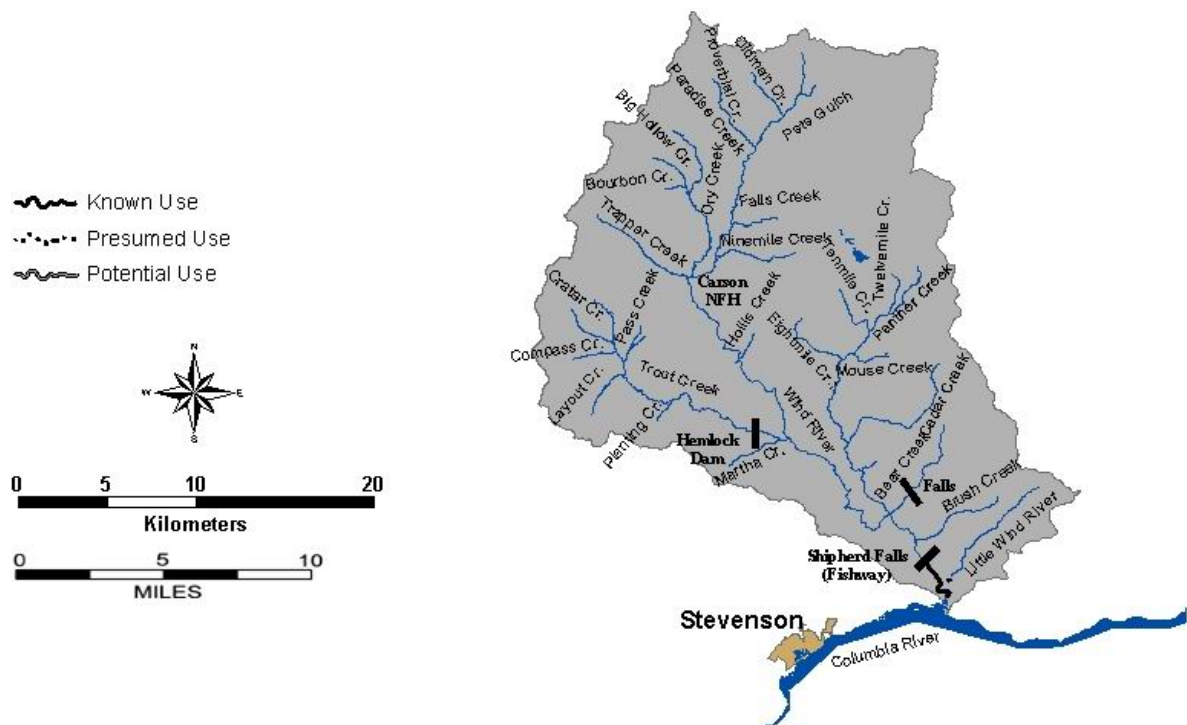 Known Use
Presumed Use
Potential Use
N
W
E
S
0 5 10 20
Kilometers
0 5 10
MILES
Proverbial Cr.
Oldman Cr.
Paradise Creek
Pete Gulch
Big Hollow Cr.
Dry Creek
Bourbon Cr.
Falls Creek
Trapper Creek
Ninemile Creek
Tenmile Cr.
Twelvemile Cr.
Carson
NFH
Hollis Creek
Panther Creek
Crater Cr.
Pass Creek
Compass Cr.
Eightmile Cr.
Mouse Creek
Layout Cr.
Trout Creek
Wind River
Cedar Creek
Planting Cr.
Hemlock
Dam
Martha Cr.
Bear Creek
Falls
Brush Creek
Little Wind River
Shipherd Falls
(Fishway)
Stevenson
Columbia River